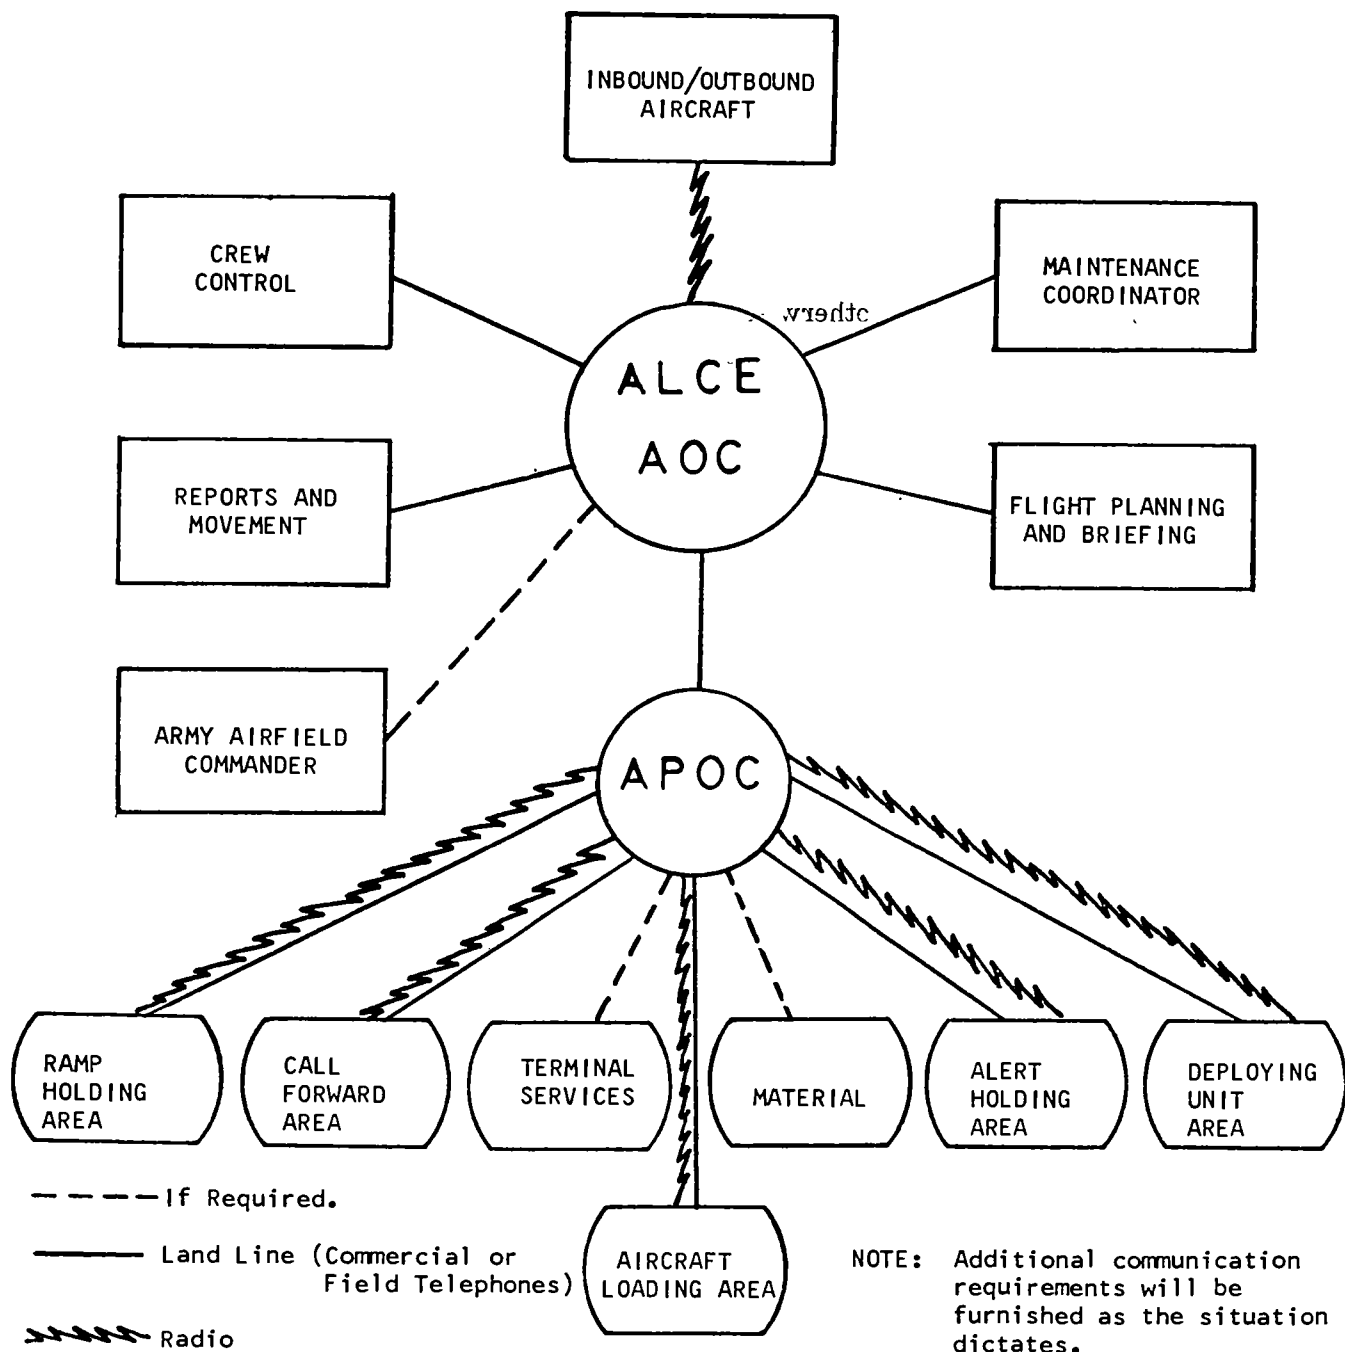 INBOUND/OUTBOUND
AIRCRAFT
CREW
CONTROL
MAINTENANCE
COORDINATOR
otherw
ALCE
AOC
REPORTS AND
MOVEMENT
FLIGHT PLANNING
AND BRIEFING
ARMY AIRFIELD
COMMANDER
APOC
RAMP
HOLDING
AREA
CALL
FORWARD
AREA
TERMINAL
SERVICES
MATERIAL
ALERT
HOLDING
AREA
DEPLOYING
UNIT
AREA
If Required.
Land Line (Commercial or
Field Telephones)
Radio
AIRCRAFT
LOADING AREA
NOTE: Additional communication
requirements will be
furnished as the situation
dictates.